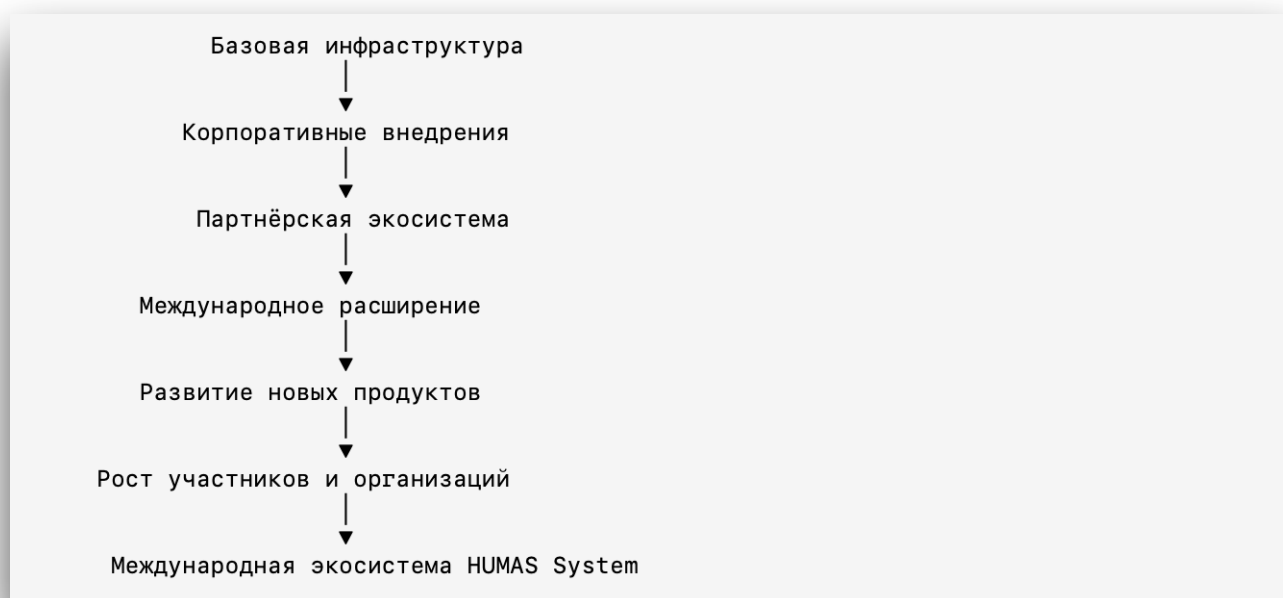 Базовая инфраструктура
Корпоративные внедрения
Партнёрская экосистема
Международное расширение
Развитие новых продуктов
Рост участников и организаций
Международная экосистема HUMAS System